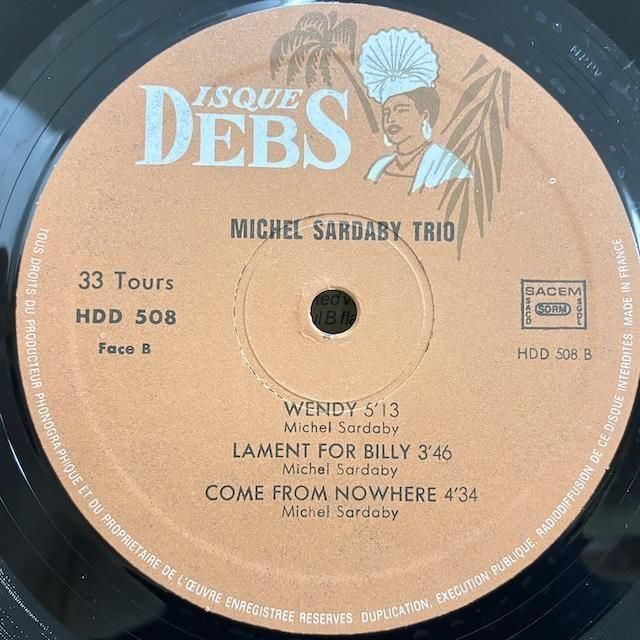 DISQUE DEBS
MICHEL SARDABY TRIO
33 Tours
HDD 508
Face B
SACEM
SACD
SDRM
SGDL
HDD 508 B
WENDY 5'13
Michel Sardaby
LAMENT FOR BILLY 3'46
Michel Sardaby
COME FROM NOWHERE 4'34
Michel Sardaby
TOUS DROITS DU PRODUCTEUR PHONOGRAPHIQUE ET DU PROPRIETAIRE DE L'ŒUVRE ENREGISTREE RESERVES. DUPLICATION, EXECUTION PUBLIQUE, RADIODIFFUSION DE CE DISQUE INTERDITES MADE IN FRANCE